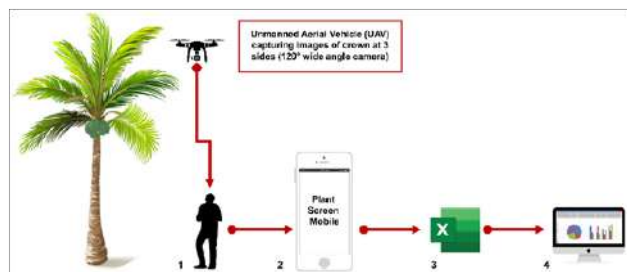 Unmanned Aerial Vehicle (UAV)
capturing images of crown at 3
sides (120° wide angle camera)
Plant
Screen
Mobile
X
1
2
3
4